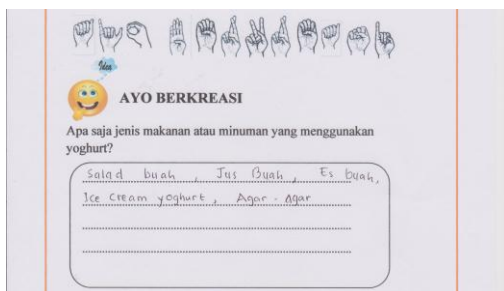 Idea
AYO BERKREASI
Apa saja jenis makanan atau minuman yang menggunakan
yoghurt?
Salad buah , Jus Buah , Es buah,
Ice Cream yoghurt , Agar - Agar